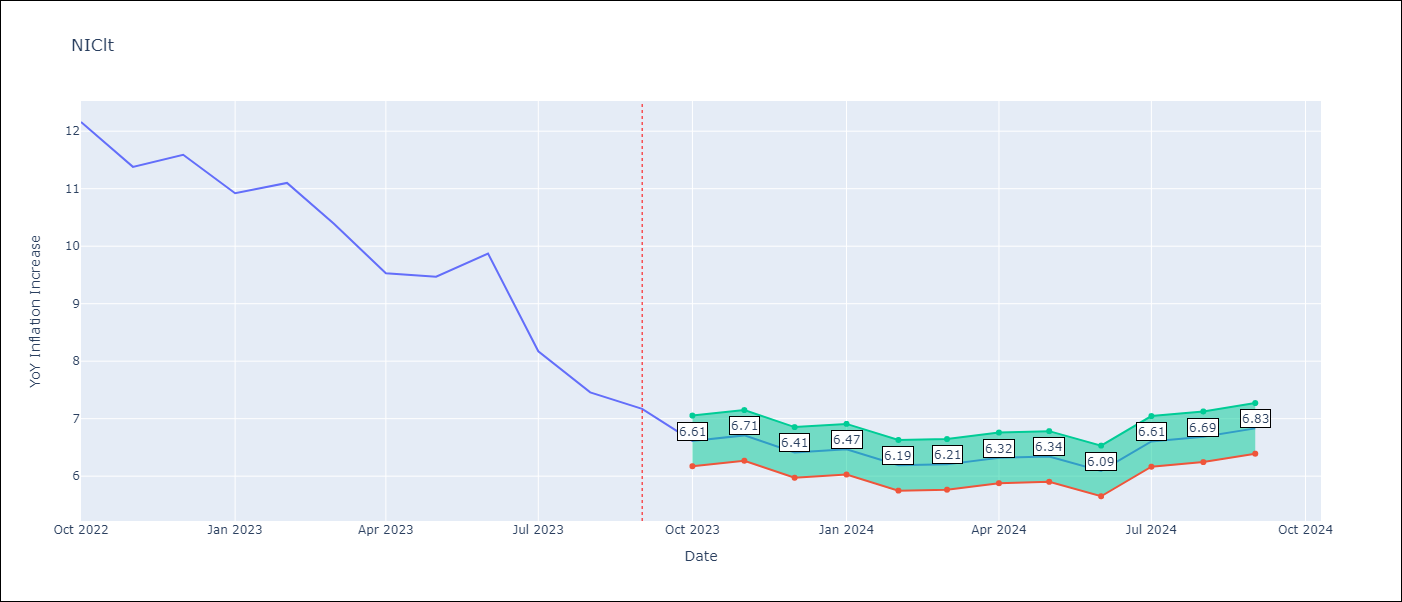 NIClt
YoY Inflation Increase
12
11
10
9
8
7
6
6.61
6.71
6.41
6.47
6.19
6.21
6.32
6.34
6.09
6.61
6.69
6.83
Oct 2022
Jan 2023
Apr 2023
Jul 2023
Oct 2023
Jan 2024
Apr 2024
Jul 2024
Oct 2024
Date